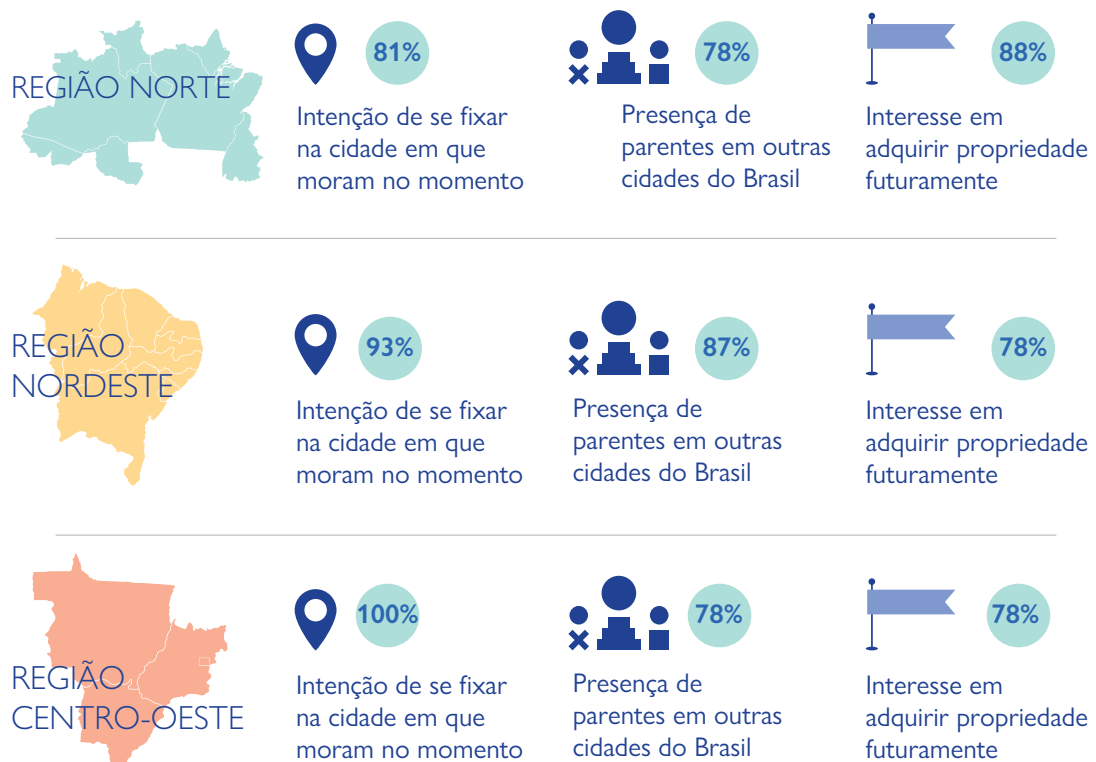 REGIÃO NORTE
81%
Intenção de se fixar
na cidade em que
moram no momento
78%
Presença de
parentes em outras
cidades do Brasil
88%
Interesse em
adquirir propriedade
futuramente
REGIÃO
NORDESTE
93%
Intenção de se fixar
na cidade em que
moram no momento
87%
Presença de
parentes em outras
cidades do Brasil
78%
Interesse em
adquirir propriedade
futuramente
REGIÃO
CENTRO-OESTE
100%
Intenção de se fixar
na cidade em que
moram no momento
78%
Presença de
parentes em outras
cidades do Brasil
78%
Interesse em
adquirir propriedade
futuramente